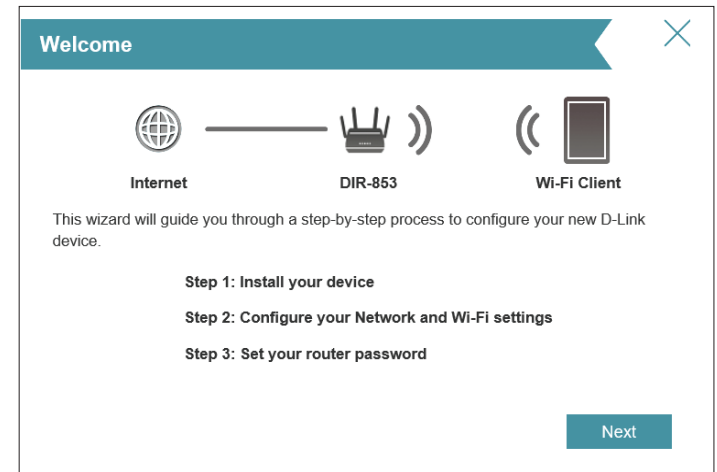 Welcome
Internet
DIR-853
Wi-Fi Client
This wizard will guide you through a step-by-step process to configure your new D-Link
device.
Step 1: Install your device
Step 2: Configure your Network and Wi-Fi settings
Step 3: Set your router password
Next